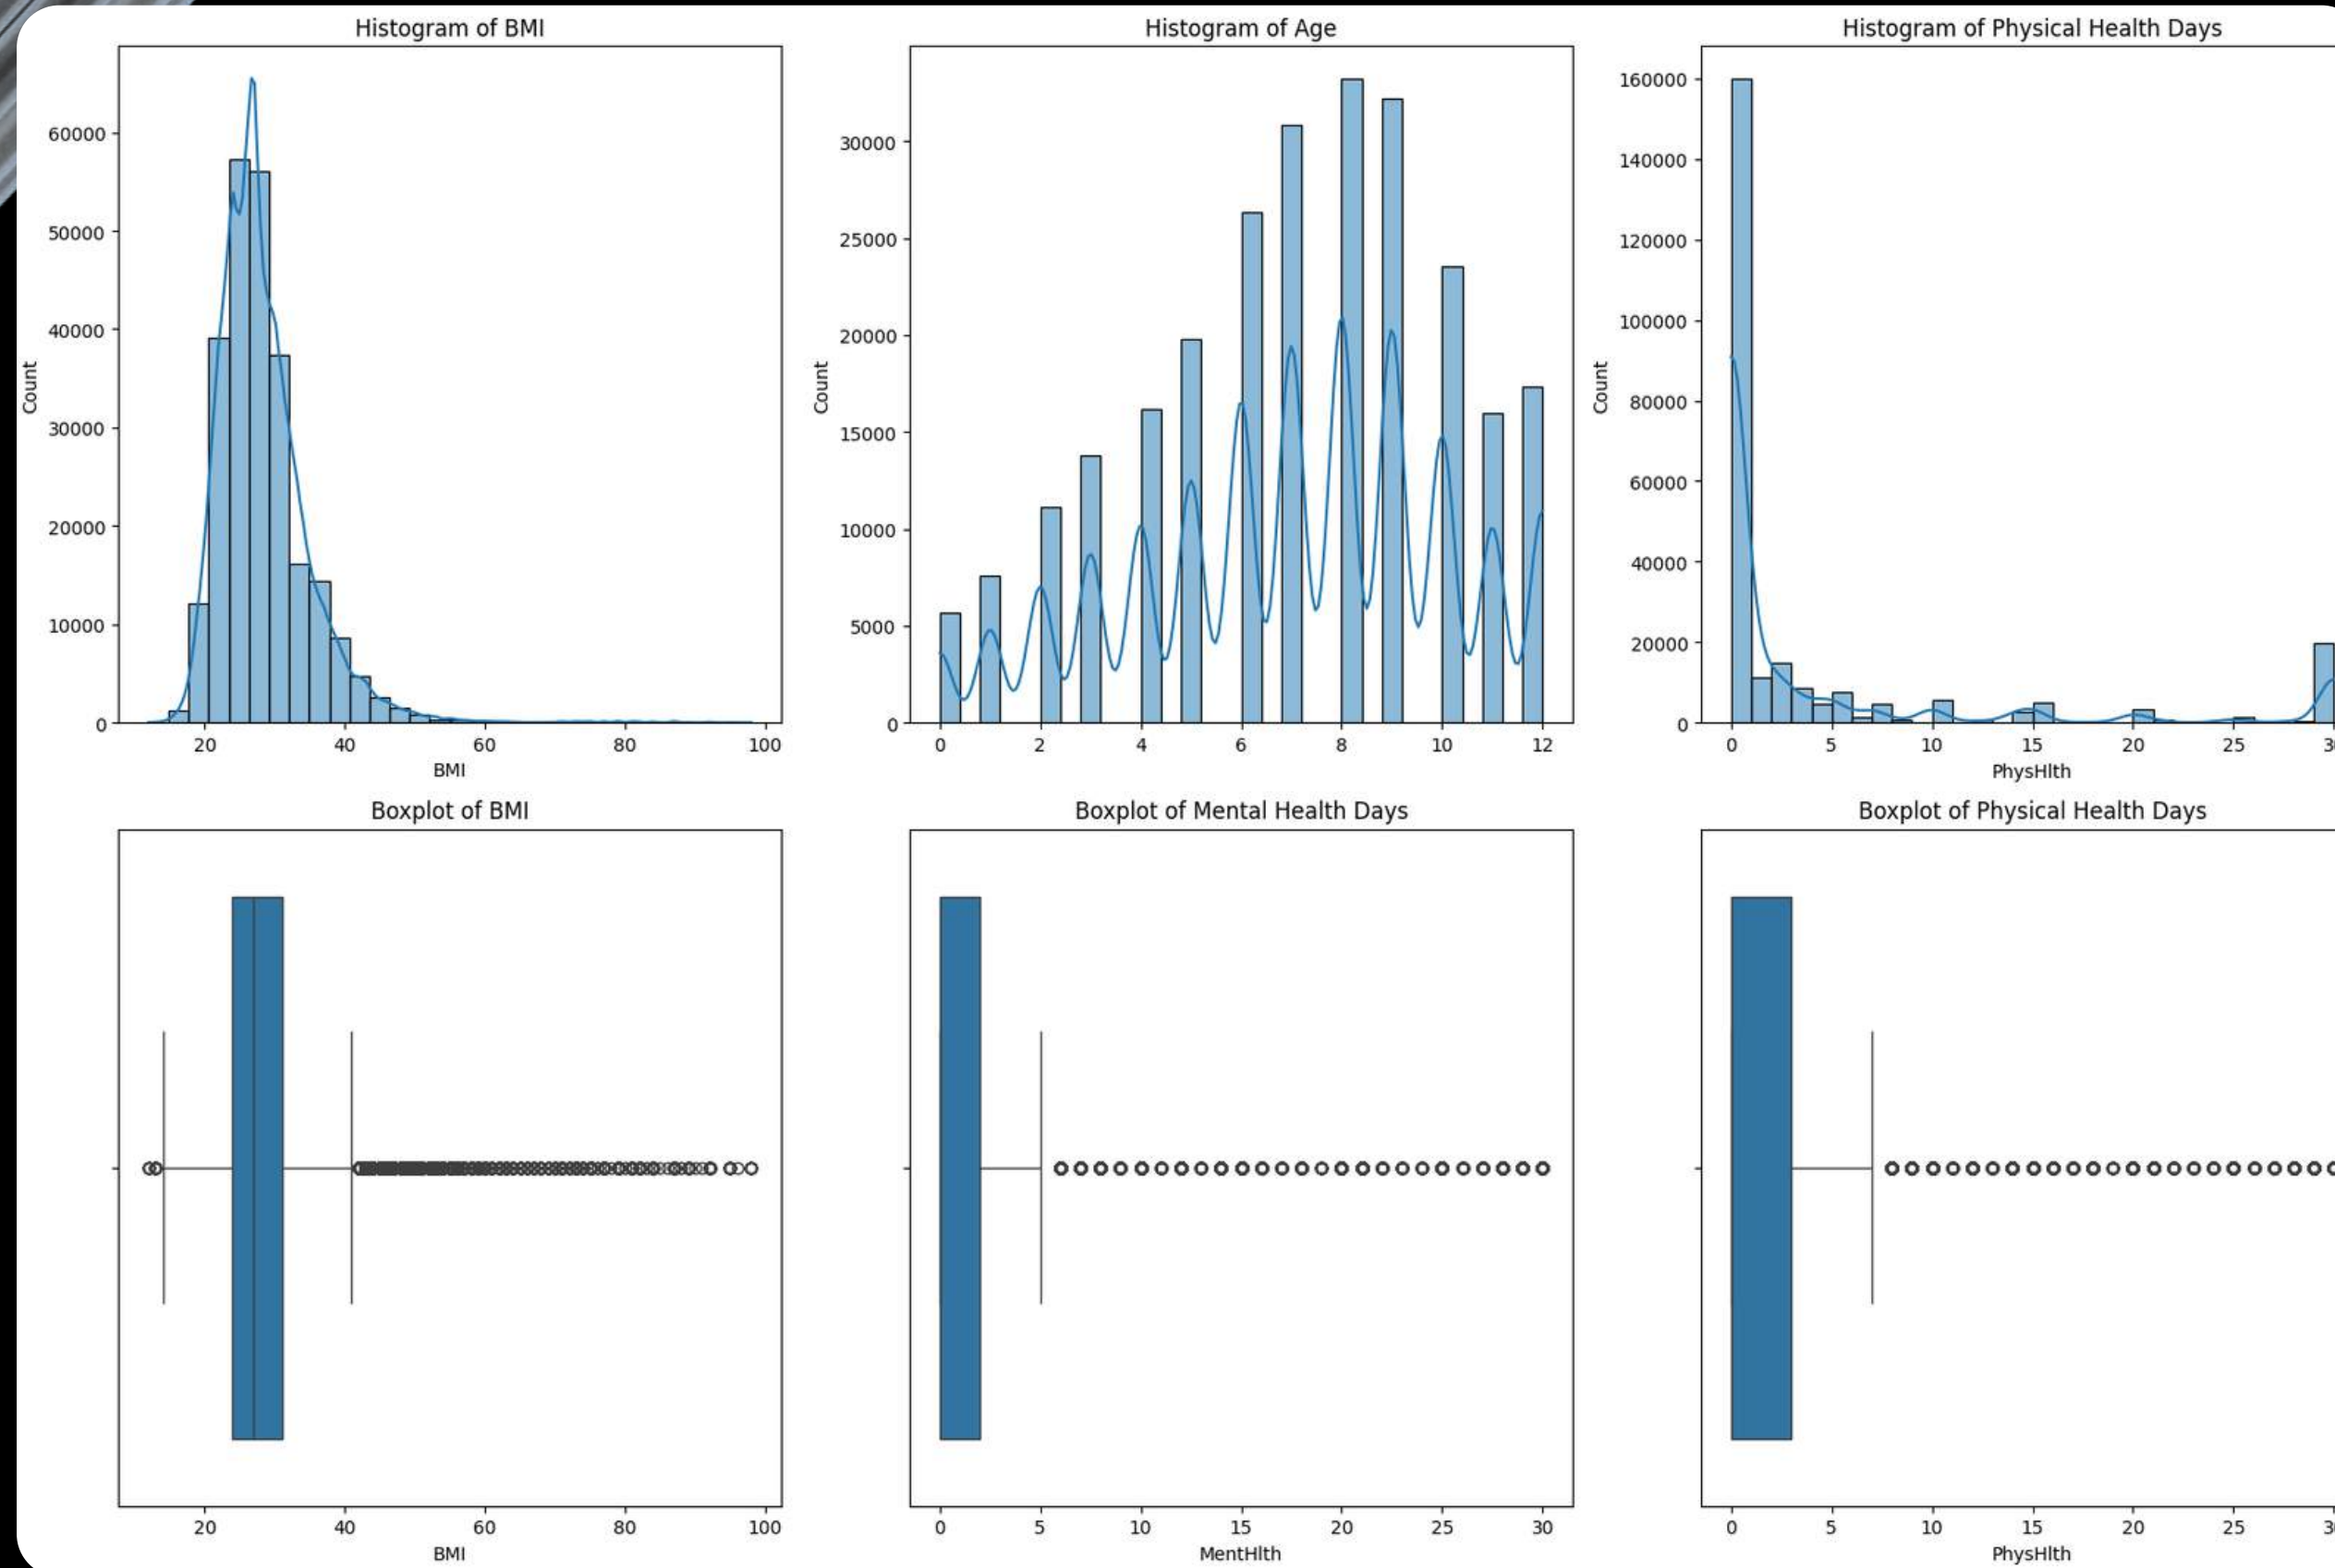 Histogram of BMI
60000
50000
40000
30000
20000
10000
0
Count
20 40 60 80 100
BMI
Histogram of Age
30000
25000
20000
15000
10000
5000
0
Count
0 2 4 6 8 10 12
Histogram of Physical Health Days
160000
140000
120000
100000
80000
60000
40000
20000
0
Count
0 5 10 15 20 25
PhysHlth
Boxplot of BMI
20 40 60 80 100
BMI
Boxplot of Mental Health Days
0 5 10 15 20 25 30
MentHlth
Boxplot of Physical Health Days
0 5 10 15 20 25
PhysHlth